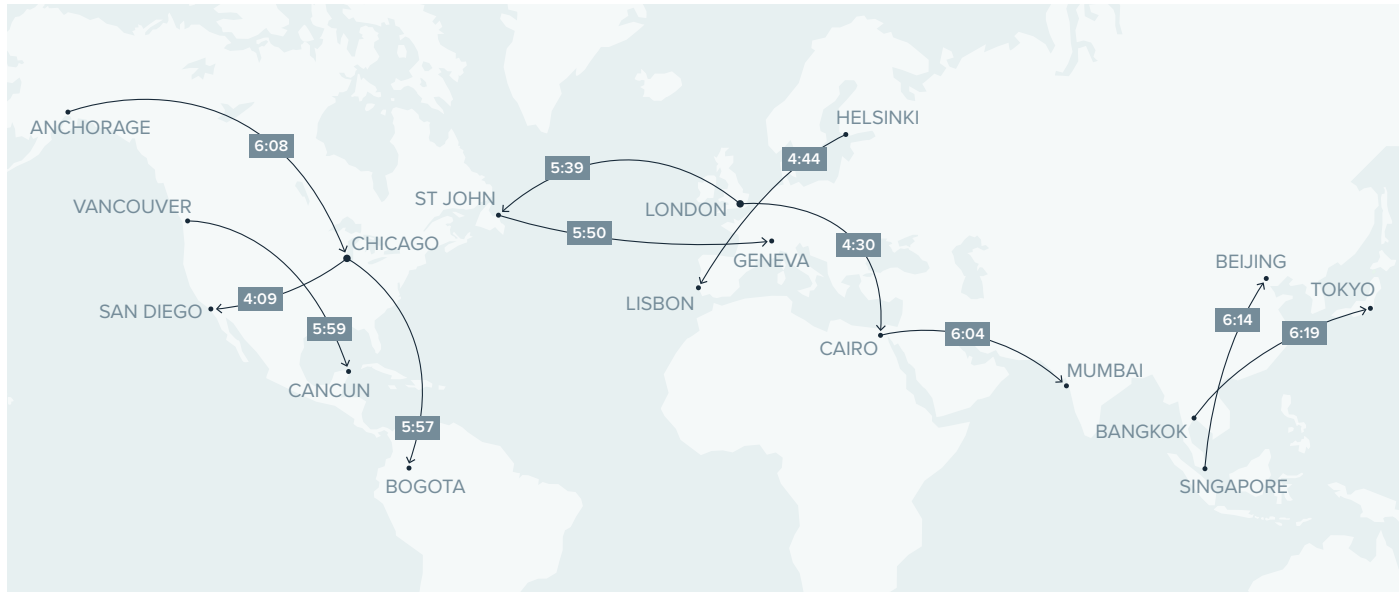 HELSINKI
ANCHORAGE
6:08
4:44
5:39
ST JOHN
VANCOUVER
LONDON
5:50
CHICAGO
4:30
GENEVA
BEIJING
TOKYO
4:09
LISBON
SAN DIEGO
6:14
5:59
6:19
6:04
CAIRO
MUMBAI
CANCUN
5:57
BANGKOK
BOGOTA
SINGAPORE